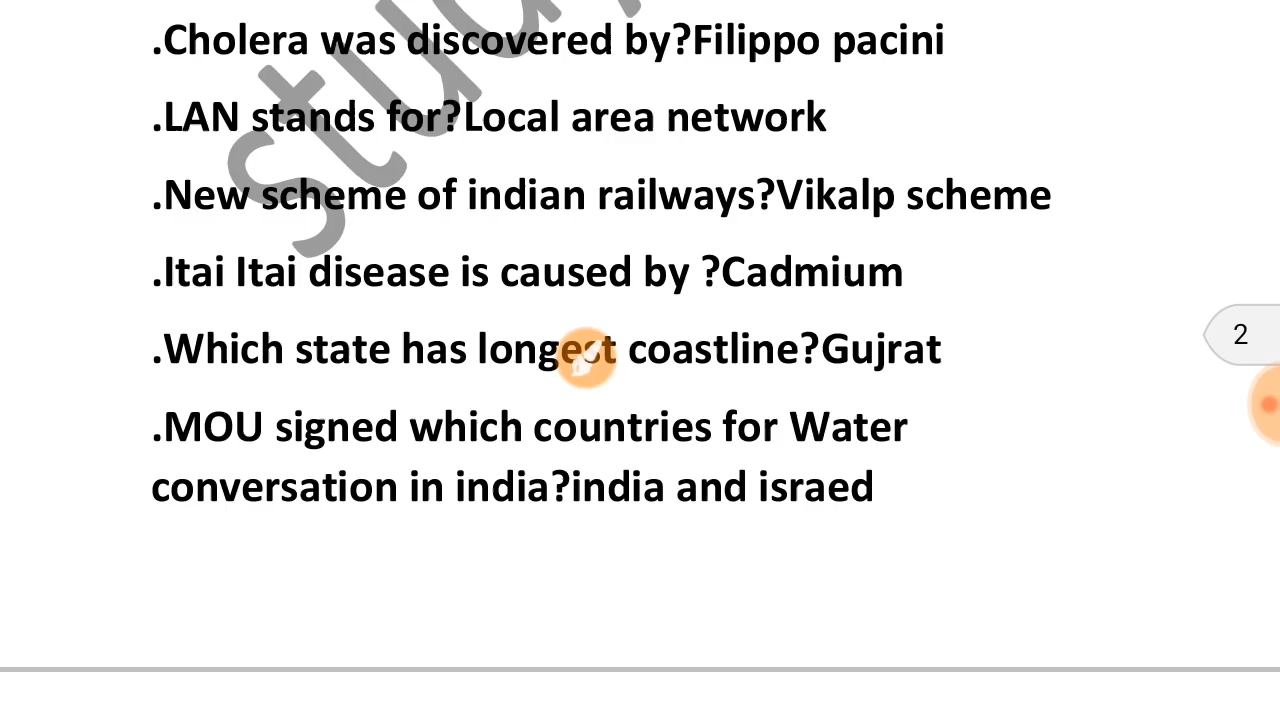 .Cholera was discovered by?Filippo pacini
.LAN stands for?Local area network
.New scheme of indian railways?Vikalp scheme
.Itai Itai disease is caused by ?Cadmium
.Which state has longest coastline?Gujrat
.MOU signed which countries for Water
conversation in india?india and israed
2